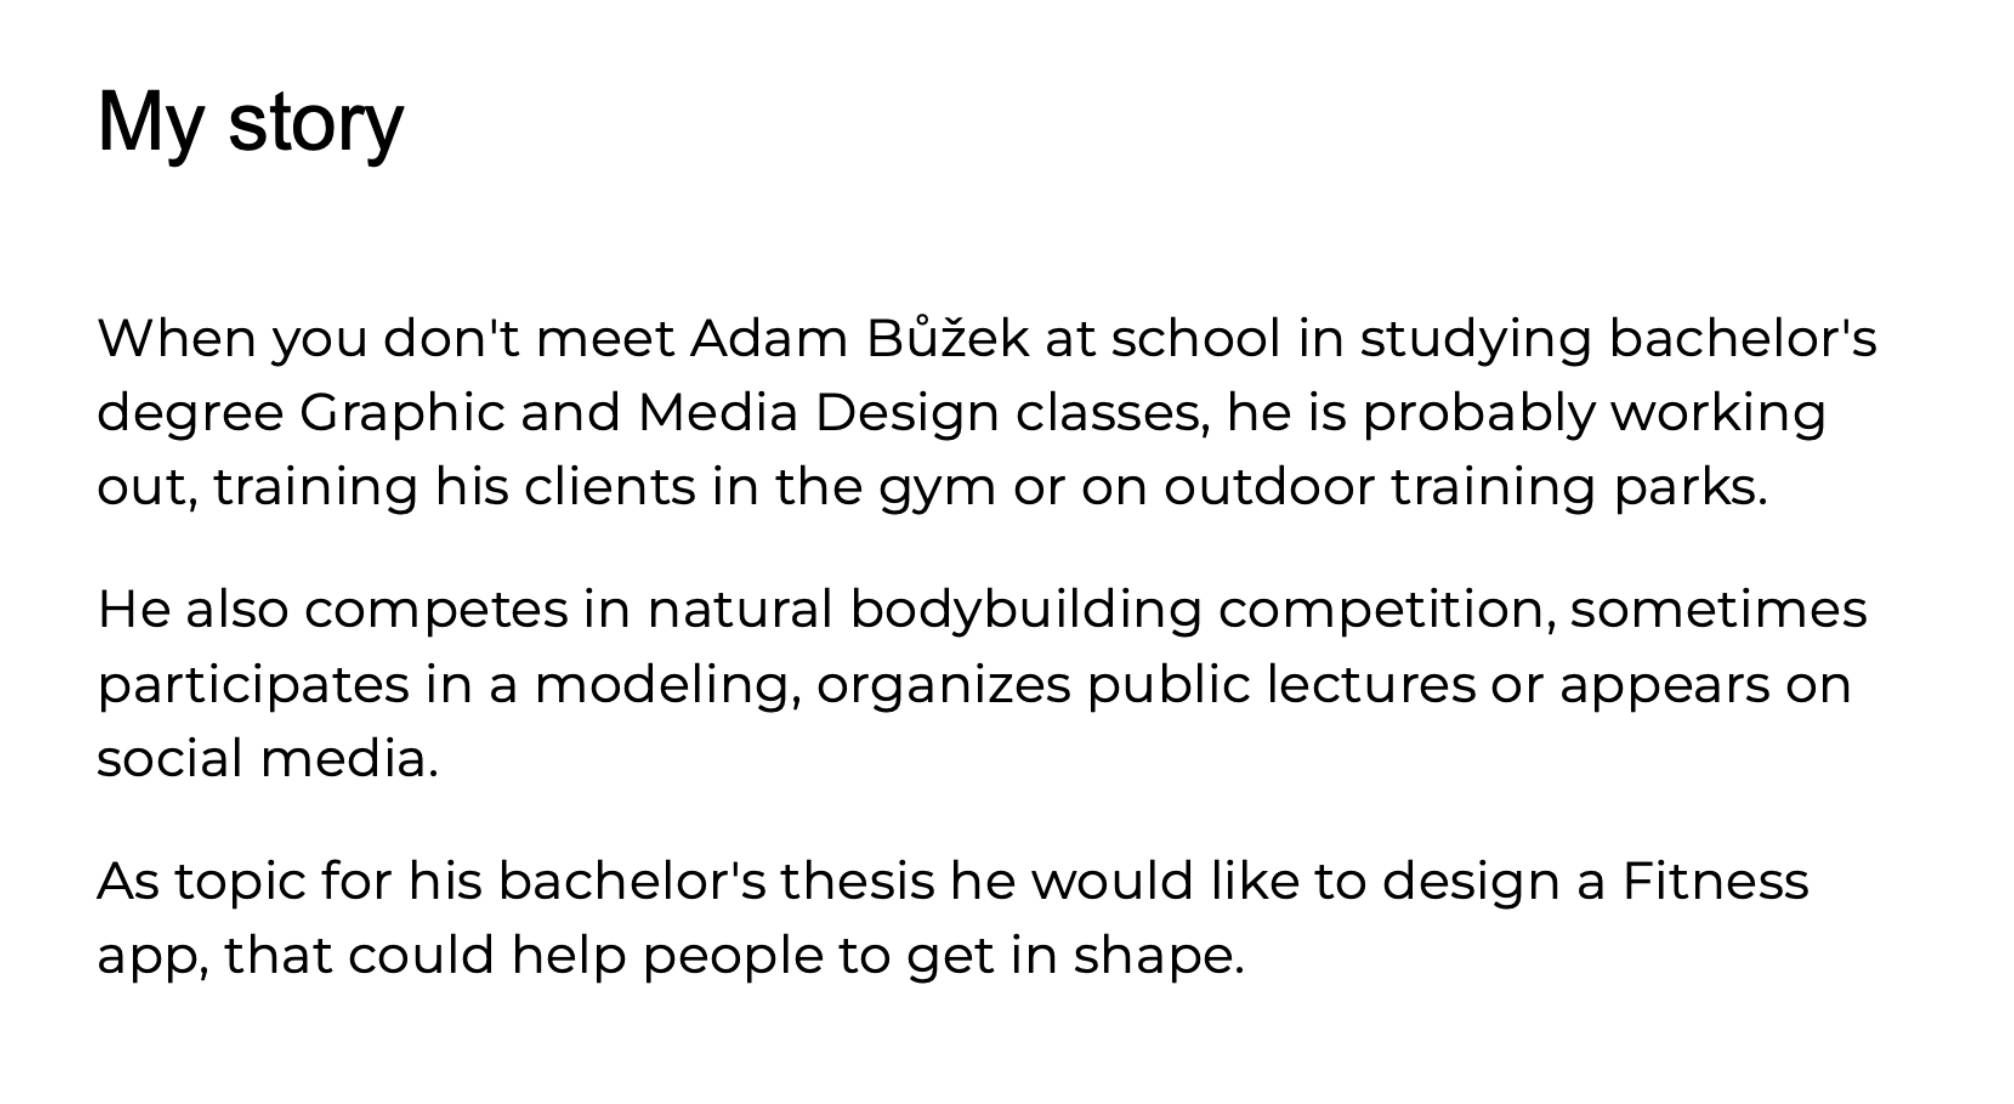 My story
When you don't meet Adam Bůžek at school in studying bachelor's
degree Graphic and Media Design classes, he is probably working
out, training his clients in the gym or on outdoor training parks.
He also competes in natural bodybuilding competition, sometimes
participates in a modeling, organizes public lectures or appears on
social media.
As topic for his bachelor's thesis he would like to design a Fitness
app, that could help people to get in shape.